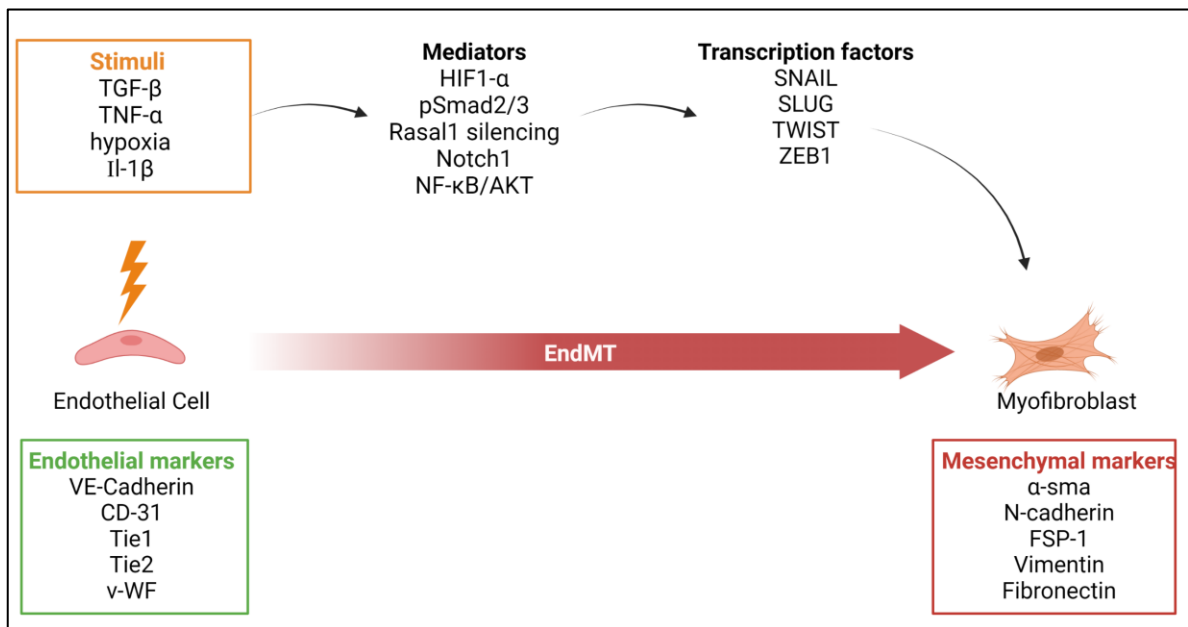 Stimuli
TGF-β
TNF-α
hypoxia
Il-1β
Mediators
HIF1-α
pSmad2/3
Rasal1 silencing
Notch1
NF-κB/AKT
Transcription factors
SNAIL
SLUG
TWIST
ZEB1
EndMT
Endothelial Cell
Myofibroblast
Endothelial markers
VE-Cadherin
CD-31
Tie1
Tie2
v-WF
Mesenchymal markers
α-sma
N-cadherin
FSP-1
Vimentin
Fibronectin